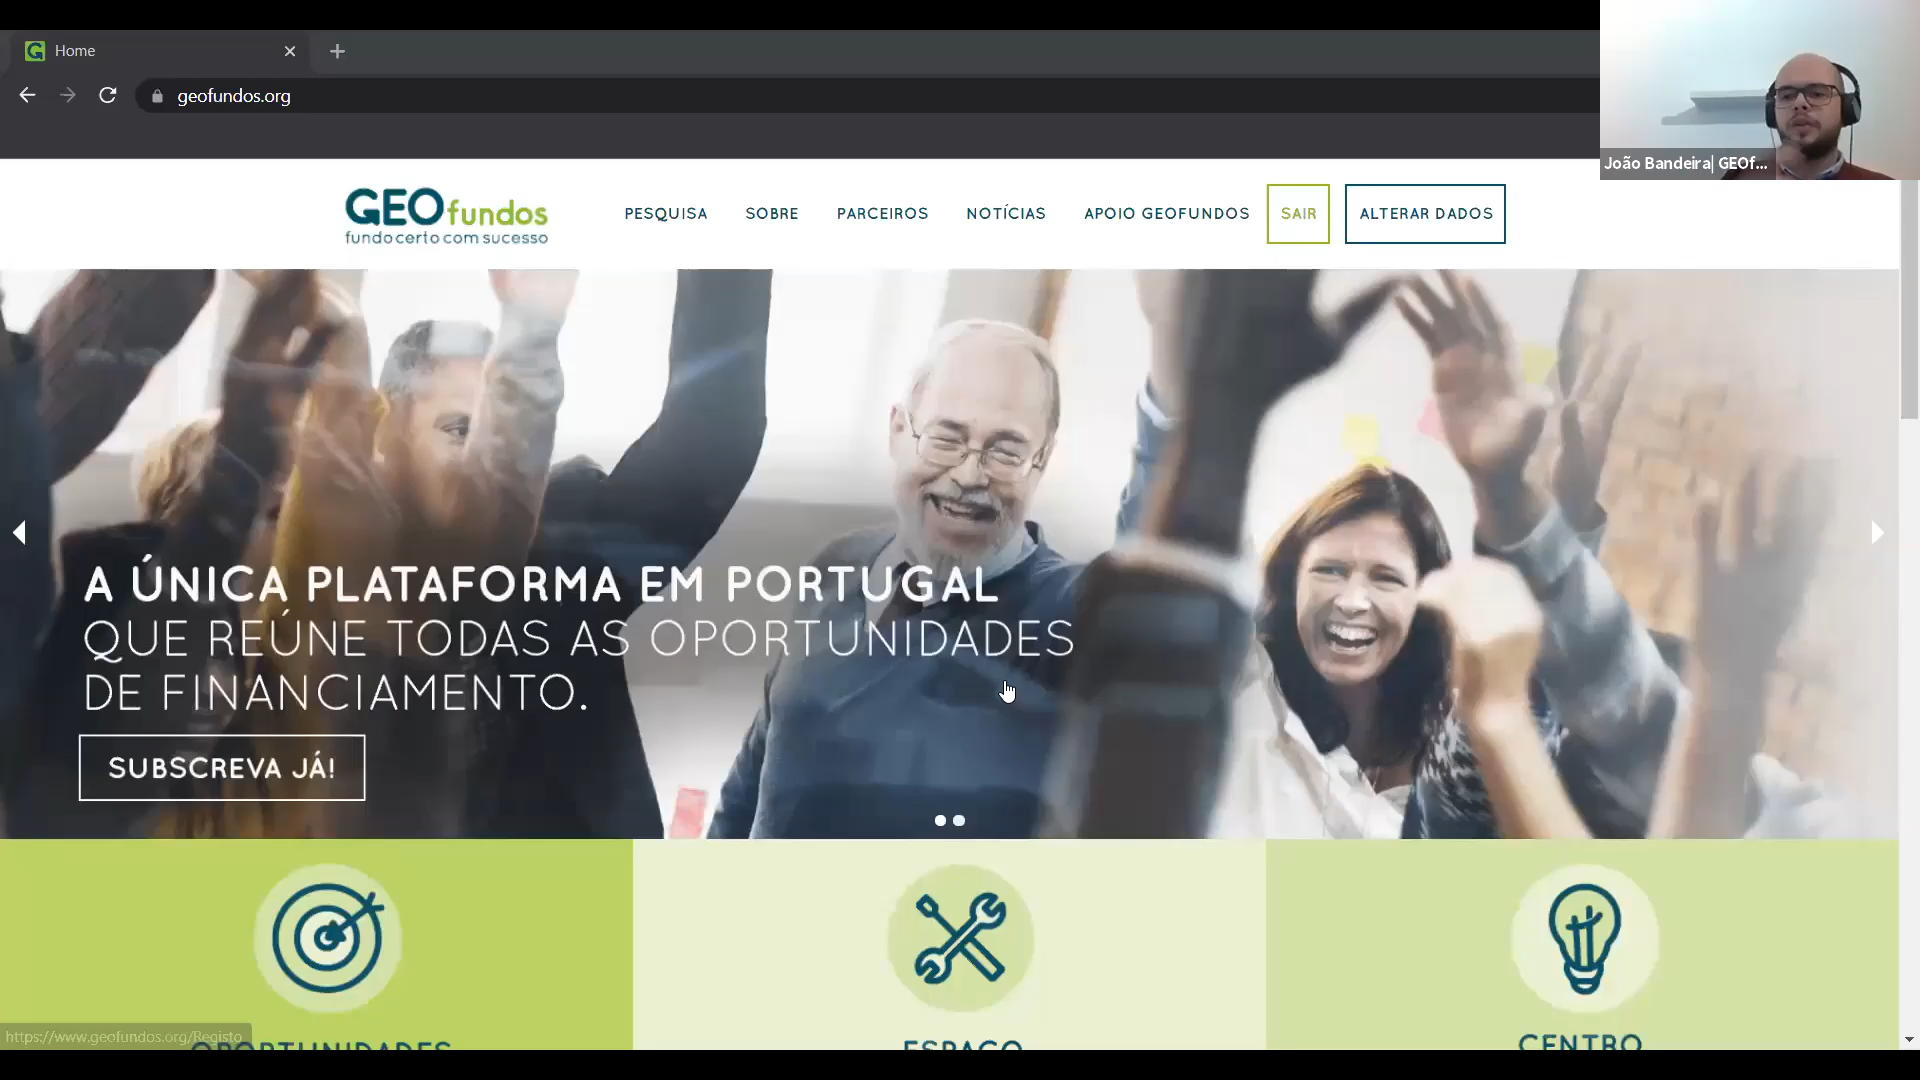 Home
geofundos.org
João Bandeira| GEOf...
GEOfundos
fundo certo com sucesso
PESQUISA
SOBRE
PARCEIROS
NOTÍCIAS
APOIO GEOFUNDOS
SAIR
ALTERAR DADOS
A ÚNICA PLATAFORMA EM PORTUGAL
QUE REÚNE TODAS AS OPORTUNIDADES
DE FINANCIAMENTO.
SUBSCREVA JÁ!
https://www.geofundos.org/Registo
OPORTUNIDADES
ESPAÇO
CENTRO